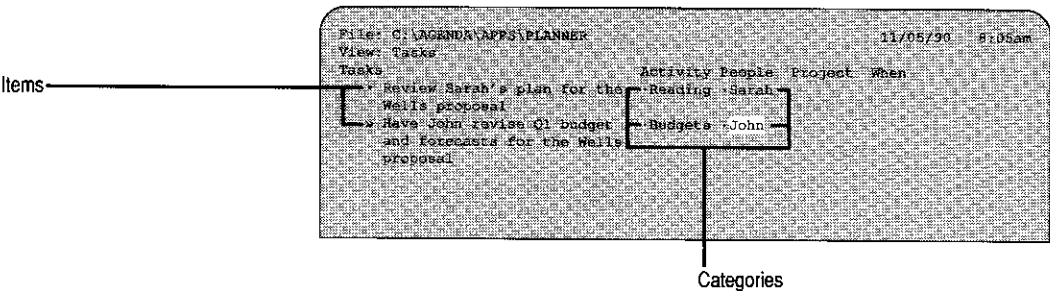 File: C:\AGENDA\APPS\PLANNER 11/05/90 8:05am
View: Tasks
Tasks Activity People Project When
Items
• Review Sarah's plan for the ·Reading ·Sarah
Wells proposal
» Have John revise Q1 budget ·Budgets ·John
and forecasts for the Wells
proposal
Categories